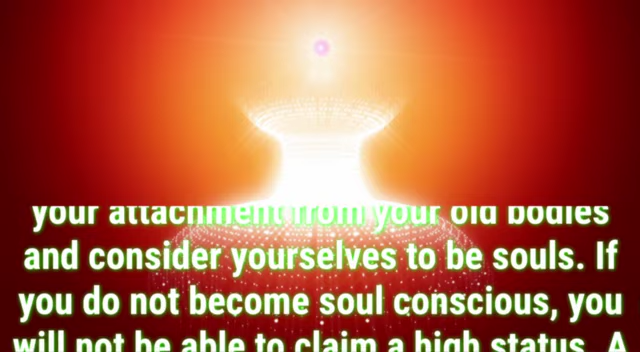 your attachment from your old bodies
and consider yourselves to be souls. If
you do not become soul conscious, you
will not be able to claim a high status. A